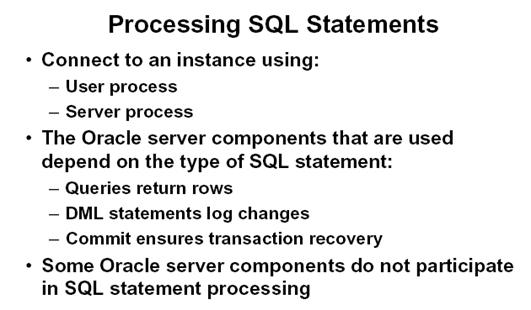 Processing SQL Statements
• Connect to an instance using:
– User process
– Server process
• The Oracle server components that are used
depend on the type of SQL statement:
– Queries return rows
– DML statements log changes
– Commit ensures transaction recovery
• Some Oracle server components do not participate
in SQL statement processing